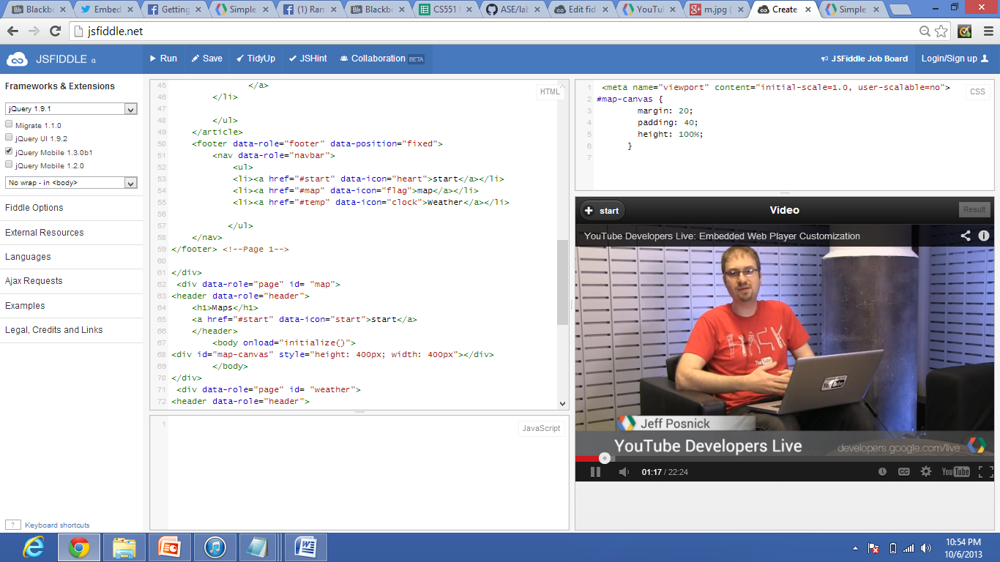 Blackbo
Embed
Getting
Simple
(1) Ram
Blackbo
CS551
ASE/lab
Edit fid
YouTub
m.jpg (
Create
Simple
jsfiddle.net
JSFIDDLE α
Run
Save
TidyUp
JSHint
Collaboration BETA
JSFiddle Job Board
Login/Sign up
Frameworks & Extensions
jQuery 1.9.1
Migrate 1.1.0
jQuery UI 1.9.2
jQuery Mobile 1.3.0b1
jQuery Mobile 1.2.0
No wrap - in <body>
Fiddle Options
External Resources
Languages
Ajax Requests
Examples
Legal, Credits and Links
? Keyboard shortcuts
HTML
45 </a>
46 </li>
47
48 </ul>
49 </article>
50 <footer data-role="footer" data-position="fixed">
51 <nav data-role="navbar">
52 <ul>
53 <li><a href="#start" data-icon="heart">start</a></li>
54 <li><a href="#map" data-icon="flag">map</a></li>
55 <li><a href="#temp" data-icon="clock">Weather</a></li>
56
57 </ul>
58 </nav>
59 </footer> <!--Page 1-->
60
61 </div>
62 <div data-role="page" id= "map">
63 <header data-role="header">
64 <h1>Maps</h1>
65 <a href="#start" data-icon="start">start</a>
66 </header>
67 <body onload="initialize()">
68 <div id="map-canvas" style="height: 400px; width: 400px"></div>
69 </body>
70 </div>
71 <div data-role="page" id= "weather">
72 <header data-role="header">
1
JavaScript
CSS
1 <meta name="viewport" content="initial-scale=1.0, user-scalable=no">
2 #map-canvas {
3 margin: 20;
4 padding: 40;
5 height: 100%;
6 }
7
start
Video
Result
YouTube Developers Live: Embedded Web Player Customization
HACK
YouTube
Jeff Posnick
YouTube Developers Live
developers.google.com/live
01:17 / 22:24
CC
YouTube
10:54 PM
10/6/2013